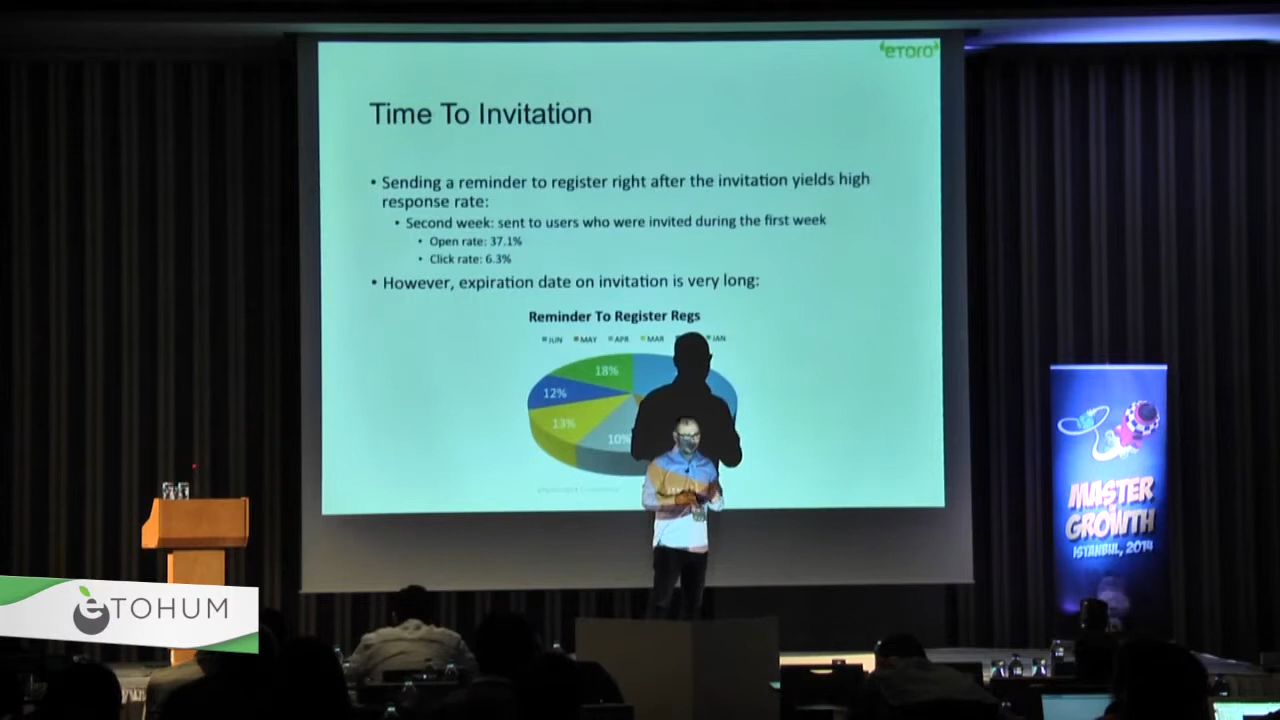 eTORO
Time To Invitation
• Sending a reminder to register right after the invitation yields high
response rate:
• Second week: sent to users who were invited during the first week
• Open rate: 37.1%
• Click rate: 6.3%
• However, expiration date on invitation is very long:
Reminder To Register Regs
JUN MAY APR MAR JAN
18%
12%
13%
10%
MASTER
GROWTH
ISTANBUL, 2014
eTOHUM